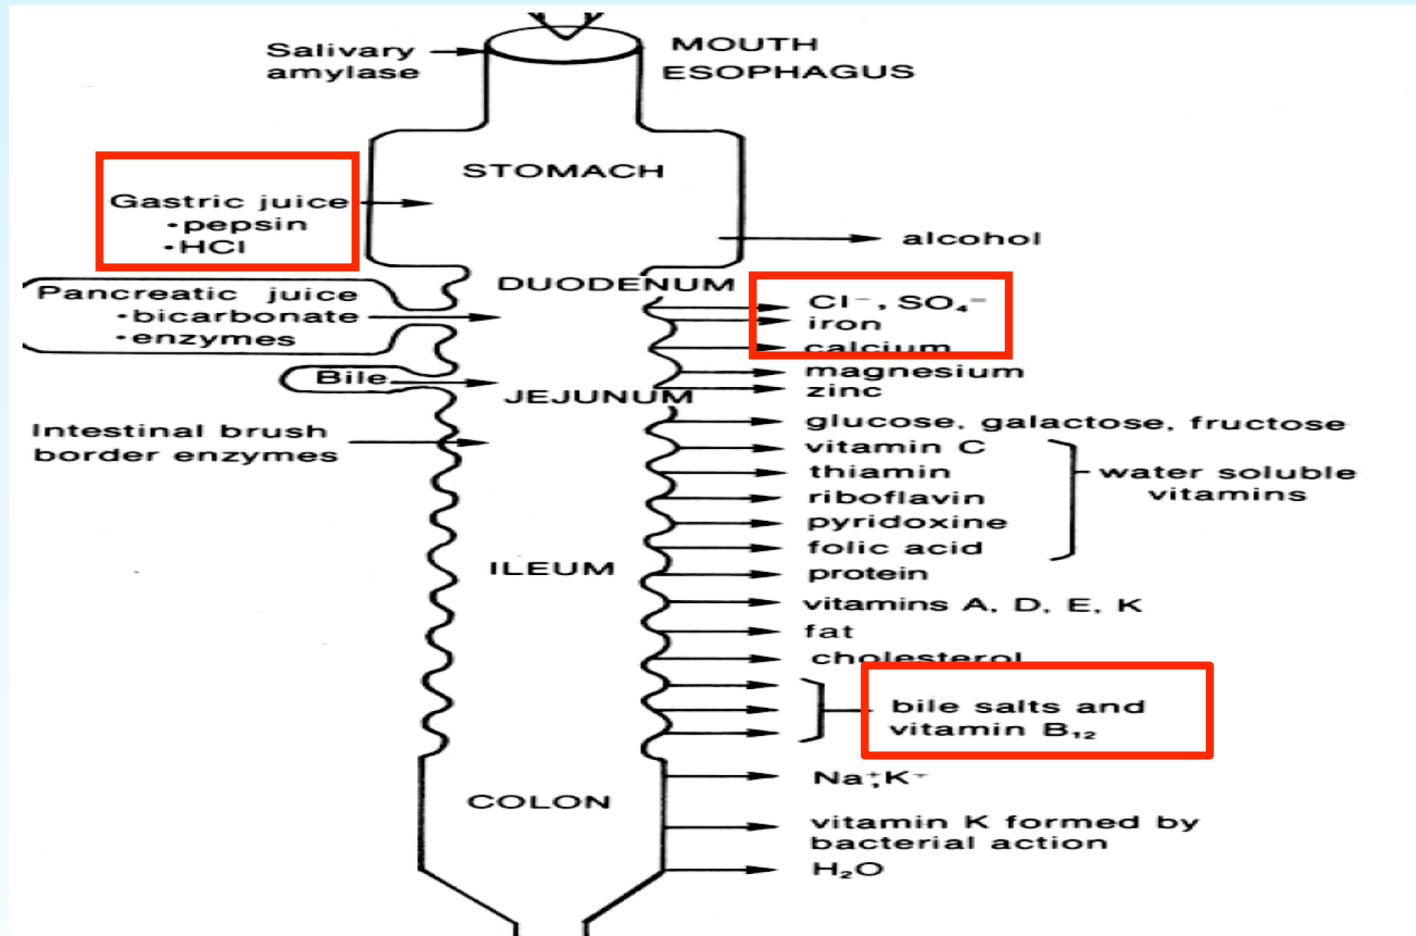 Salivary
amylase
MOUTH
ESOPHAGUS
STOMACH
Gastric juice
•pepsin
•HCl
alcohol
DUODENUM
Pancreatic juice
•bicarbonate
•enzymes
Cl⁻, SO₄⁻
iron
calcium
magnesium
zinc
Bile
JEJUNUM
glucose, galactose, fructose
Intestinal brush
border enzymes
vitamin C
thiamin
riboflavin
pyridoxine
folic acid
water soluble
vitamins
ILEUM
protein
vitamins A, D, E, K
fat
cholesterol
bile salts and
vitamin B₁₂
Na⁺,K⁺
COLON
vitamin K formed by
bacterial action
H₂O